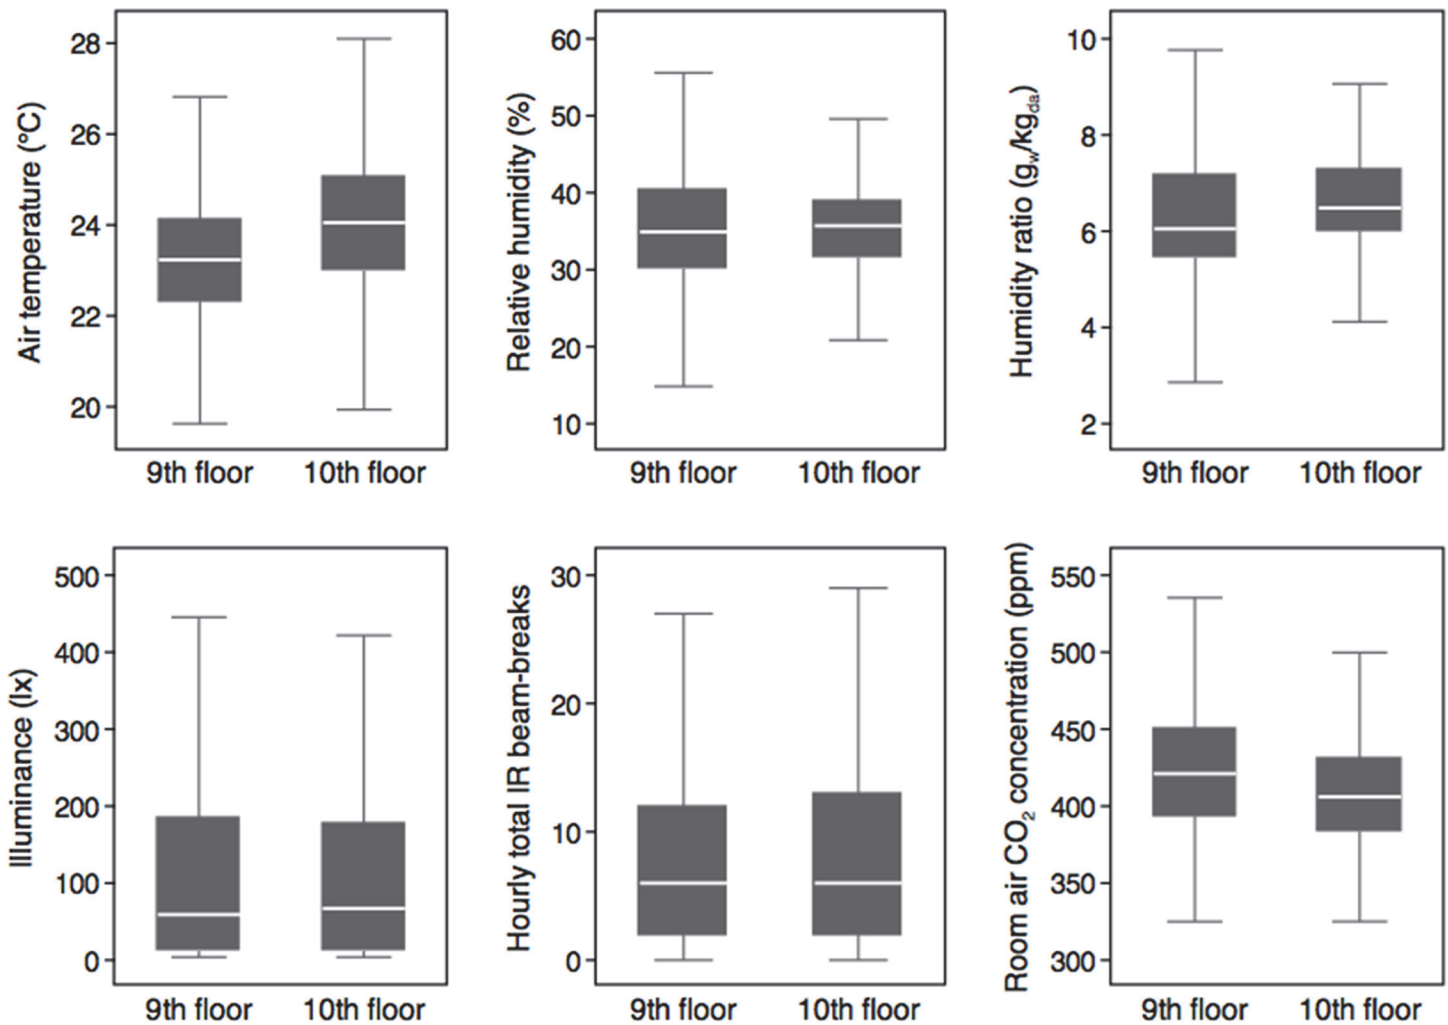 Air temperature (°C)
28
26
24
22
20
9th floor 10th floor
Relative humidity (%)
60
50
40
30
20
10
9th floor 10th floor
Humidity ratio (gw/kgda)
10
8
6
4
2
9th floor 10th floor
Illuminance (lx)
500
400
300
200
100
0
9th floor 10th floor
Hourly total IR beam-breaks
30
20
10
0
9th floor 10th floor
Room air CO2 concentration (ppm)
550
500
450
400
350
300
9th floor 10th floor